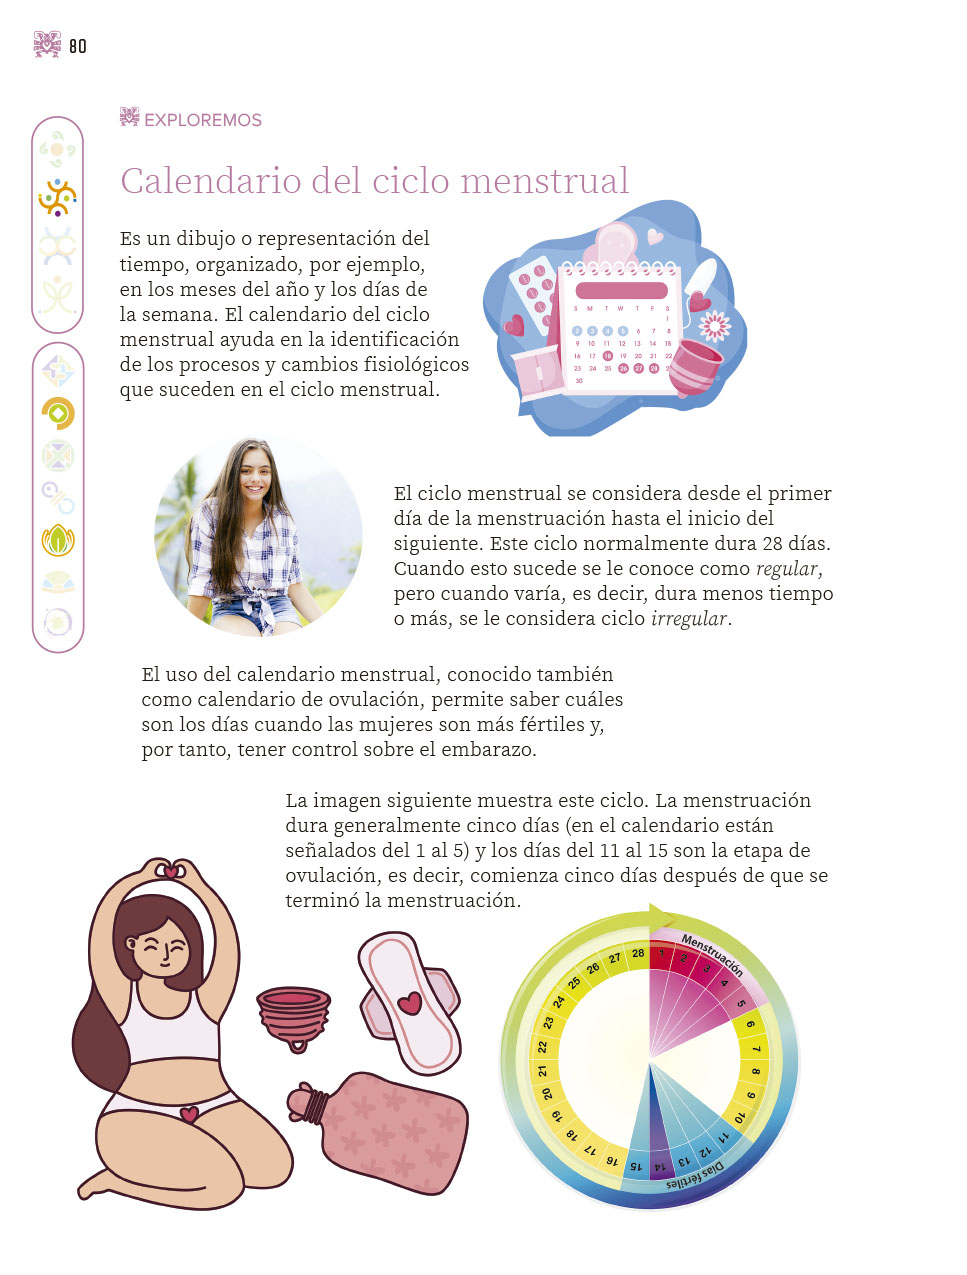 80
EXPLOREMOS
Calendario del ciclo menstrual
Es un dibujo o representación del
tiempo, organizado, por ejemplo,
en los meses del año y los días de
la semana. El calendario del ciclo
menstrual ayuda en la identificación
de los procesos y cambios fisiológicos
que suceden en el ciclo menstrual.
S M T W T F S
1
2 3 4 5 6 7 8
9 10 11 12 13 14 15
16 17 18 19 20 21 22
23 24 25 26 27 28
30
El ciclo menstrual se considera desde el primer
día de la menstruación hasta el inicio del
siguiente. Este ciclo normalmente dura 28 días.
Cuando esto sucede se le conoce como regular,
pero cuando varía, es decir, dura menos tiempo
o más, se le considera ciclo irregular.
El uso del calendario menstrual, conocido también
como calendario de ovulación, permite saber cuáles
son los días cuando las mujeres son más fértiles y,
por tanto, tener control sobre el embarazo.
La imagen siguiente muestra este ciclo. La menstruación
dura generalmente cinco días (en el calendario están
señalados del 1 al 5) y los días del 11 al 15 son la etapa de
ovulación, es decir, comienza cinco días después de que se
terminó la menstruación.
Menstruación
1 2 3 4 5 6 7 8 9 10 11 12 13 14 15 16 17 18 19 20 21 22 23 24 25 26 27 28
Días fértiles